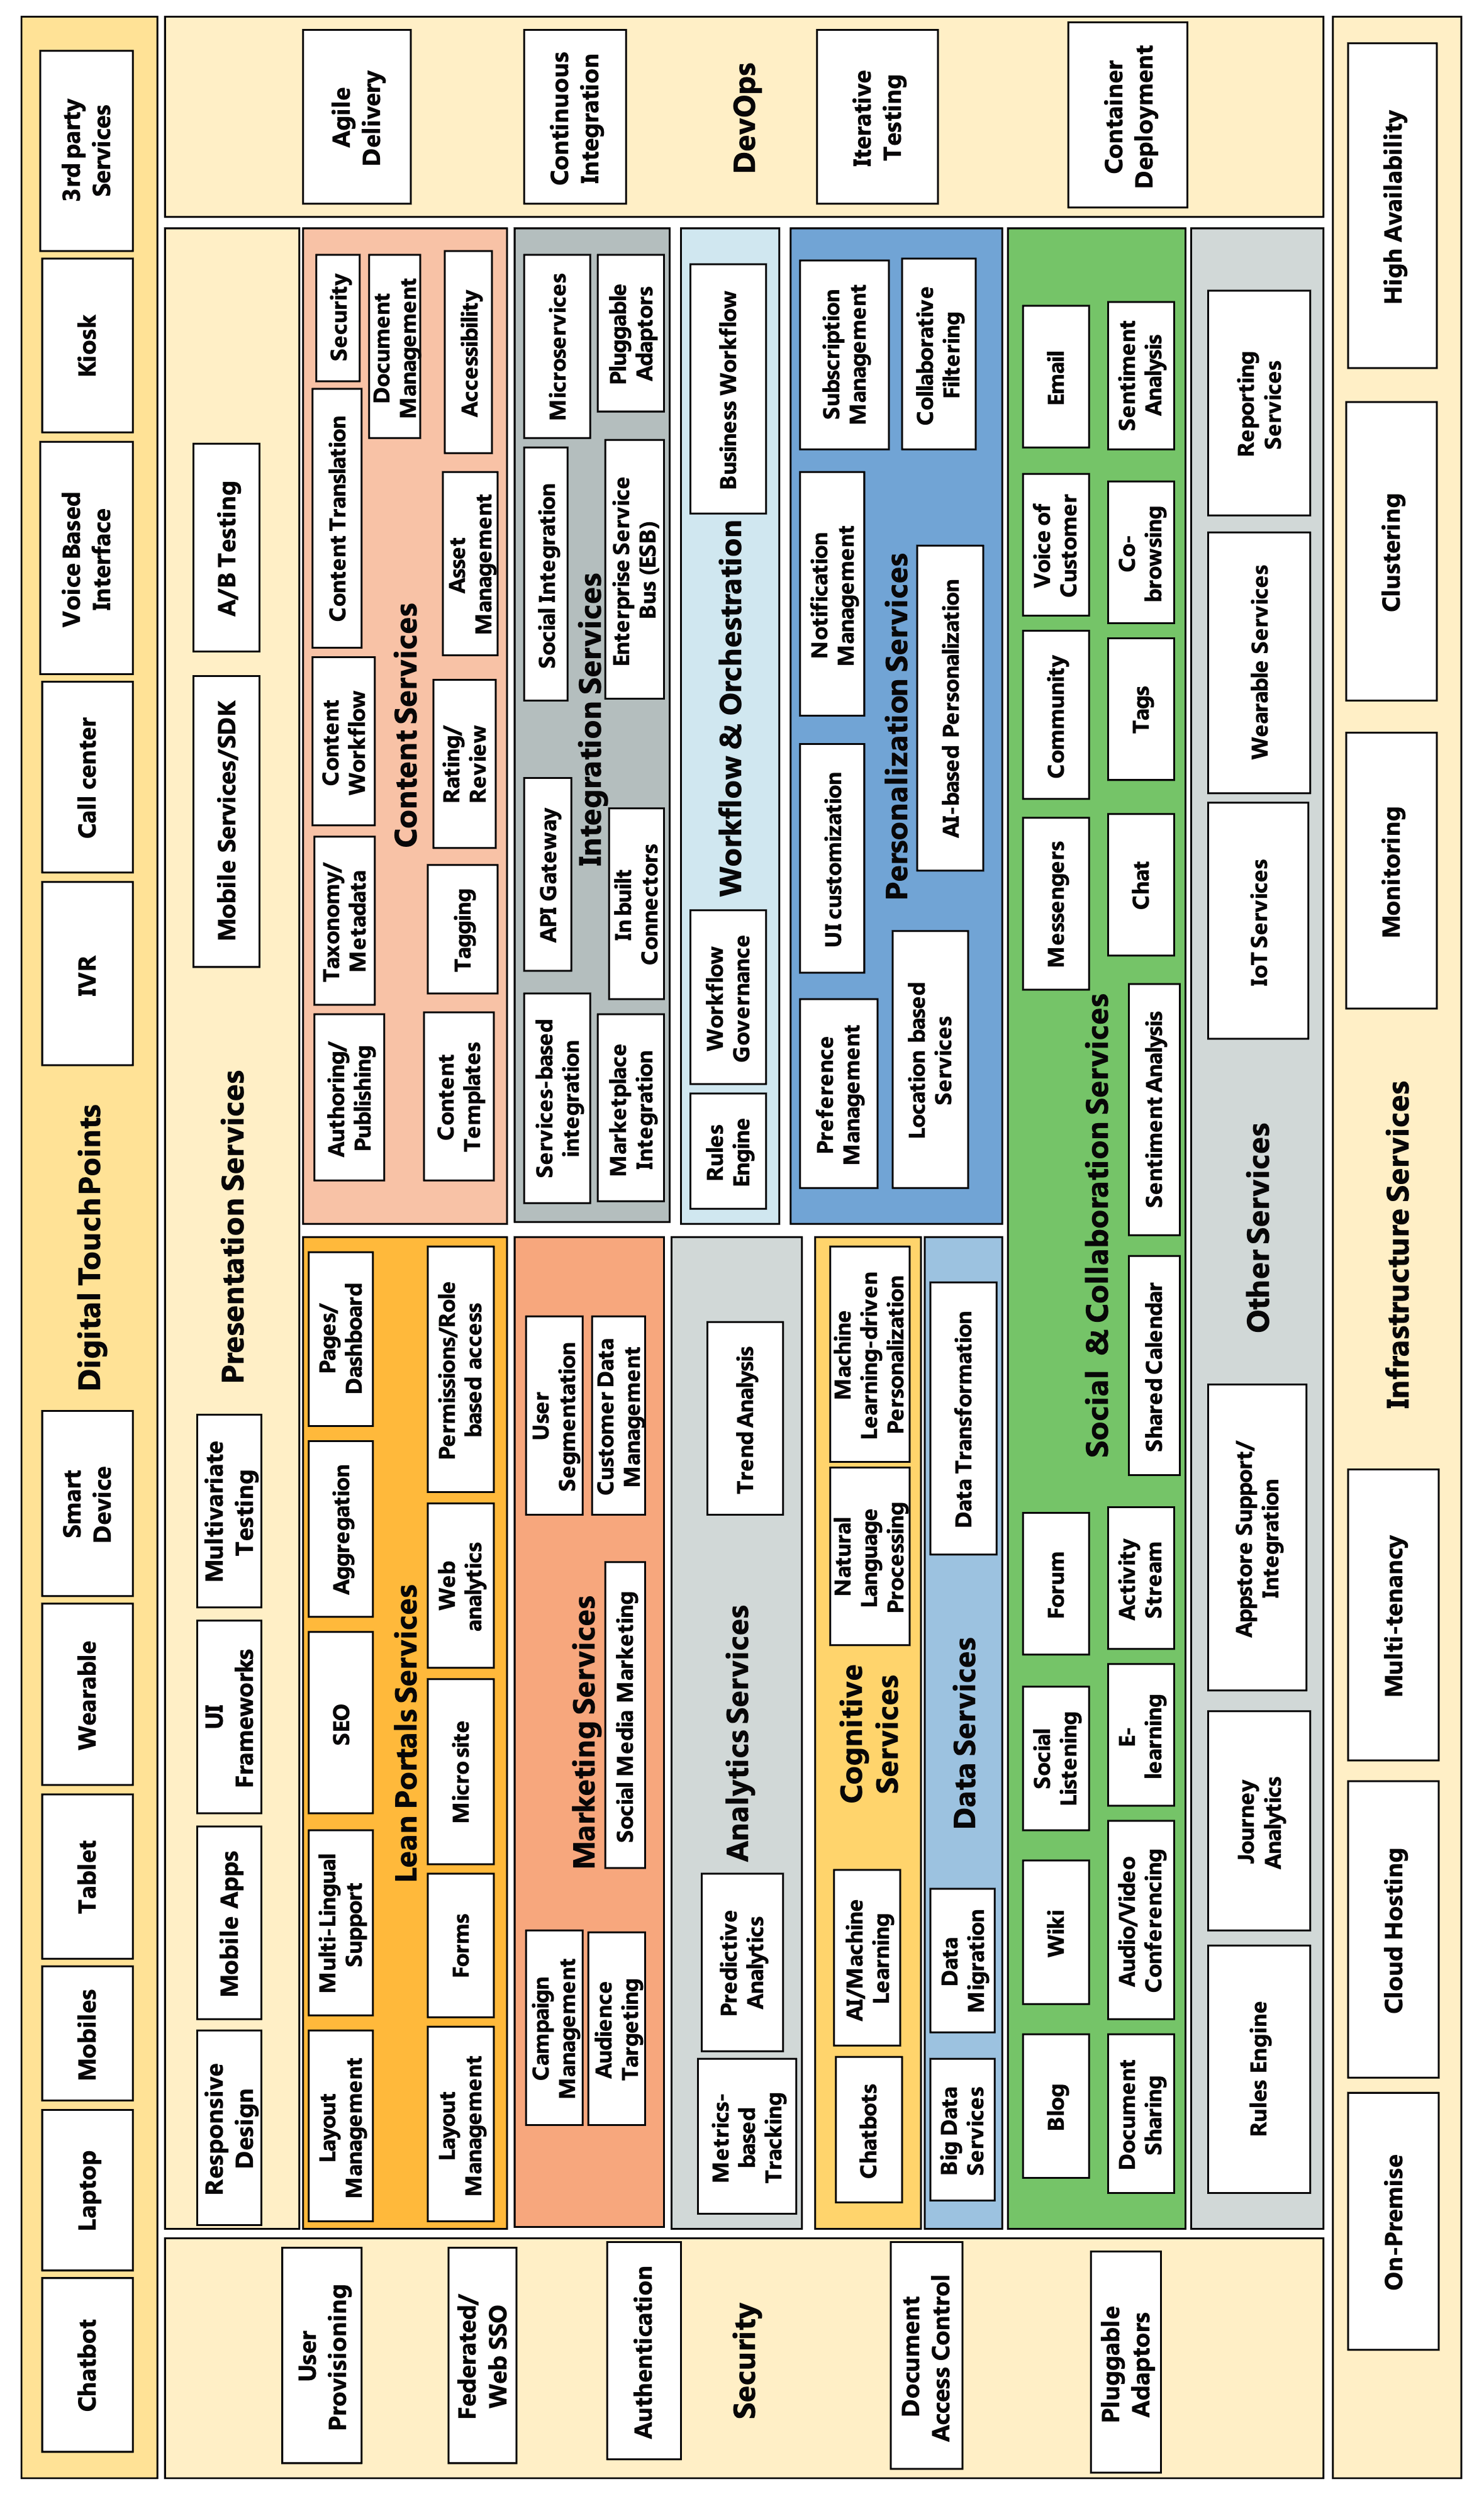 Chatbot
Laptop
Mobiles
Tablet
Wearable
Smart
Device
Digital TouchPoints
IVR
Call center
Voice Based
Interface
Kiosk
3rd party
Services
User
Provisioning
Federated/
Web SSO
Authentication
Security
Document
Access Control
Pluggable
Adaptors
Responsive
Design
Mobile Apps
UI
Frameworks
Multivariate
Testing
Presentation Services
Mobile Services/SDK
A/B Testing
Layout
Management
Multi-Lingual
Support
SEO
Aggregation
Pages/
Dashboard
Lean Portals Services
Layout
Management
Forms
Micro site
Web
analytics
Permissions/Role
based access
Authoring/
Publishing
Taxonomy/
Metadata
Content
Workflow
Content Translation
Security
Document
Management
Content Services
Content
Templates
Tagging
Rating/
Review
Asset
Management
Accessibility
Campaign
Management
User
Segmentation
Marketing Services
Audience
Targeting
Social Media Marketing
Customer Data
Management
Services-based
integration
API Gateway
Social Integration
Microservices
Integration Services
Marketplace
Integration
In built
Connectors
Enterprise Service
Bus (ESB)
Pluggable
Adaptors
Metrics-
based
Tracking
Predictive
Analytics
Analytics Services
Trend Analysis
Rules
Engine
Workflow
Governance
Workflow & Orchestration
Business Workflow
Chatbots
AI/Machine
Learning
Cognitive
Services
Natural
Language
Processing
Machine
Learning-driven
Personalization
Big Data
Services
Data
Migration
Data Services
Data Transformation
Preference
Management
UI customization
Notification
Management
Subscription
Management
Personalization Services
Location based
Services
AI-based Personalization
Collaborative
Filtering
Blog
Wiki
Social
Listening
Forum
Messengers
Community
Voice of
Customer
Email
Social & Collaboration Services
Document
Sharing
Audio/Video
Conferencing
E-
learning
Activity
Stream
Shared Calendar
Sentiment Analysis
Chat
Tags
Co-
browsing
Sentiment
Analysis
Rules Engine
Journey
Analytics
Appstore Support/
Integration
Other Services
IoT Services
Wearable Services
Reporting
Services
Agile
Delivery
Continuous
Integration
DevOps
Iterative
Testing
Container
Deployment
On-Premise
Cloud Hosting
Multi-tenancy
Infrastructure Services
Monitoring
Clustering
High Availability